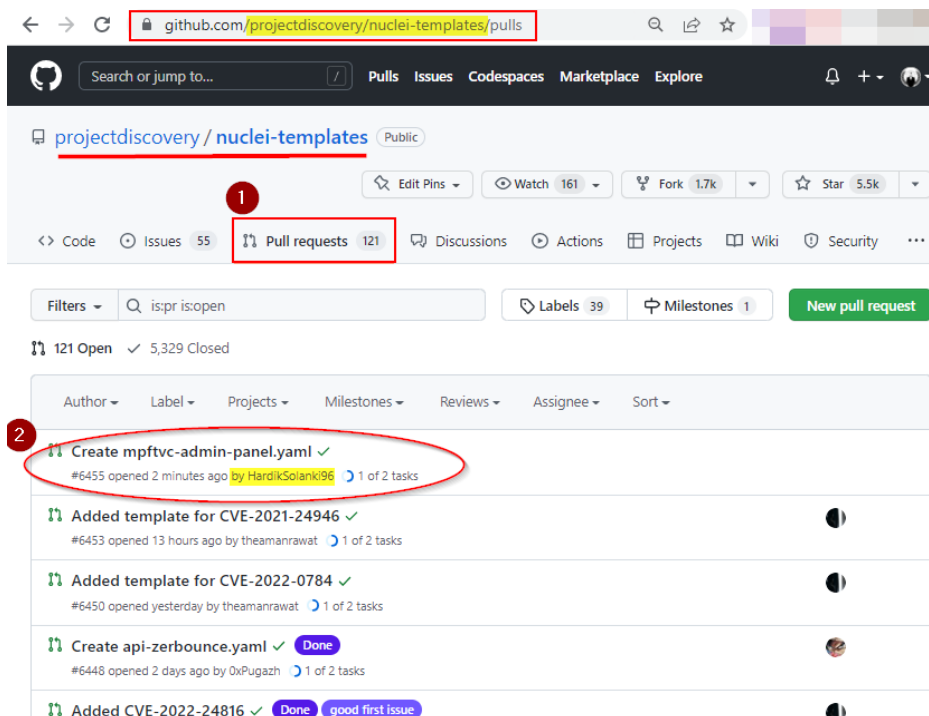 github.com/projectdiscovery/nuclei-templates/pulls
Search or jump to... / Pulls Issues Codespaces Marketplace Explore
projectdiscovery / nuclei-templates Public
Edit Pins Watch 161 Fork 1.7k Star 5.5k
1
<> Code Issues 55 Pull requests 121 Discussions Actions Projects Wiki Security ...
Filters is:pr is:open Labels 39 Milestones 1 New pull request
121 Open 5,329 Closed
Author Label Projects Milestones Reviews Assignee Sort
2
Create mpftvc-admin-panel.yaml
#6455 opened 2 minutes ago by HardikSolanki96 1 of 2 tasks
Added template for CVE-2021-24946
#6453 opened 13 hours ago by theamanrawat 1 of 2 tasks
Added template for CVE-2022-0784
#6450 opened yesterday by theamanrawat 1 of 2 tasks
Create api-zerbounce.yaml Done
#6448 opened 2 days ago by 0xPugazh 1 of 2 tasks
Added CVE-2022-24816 Done good first issue